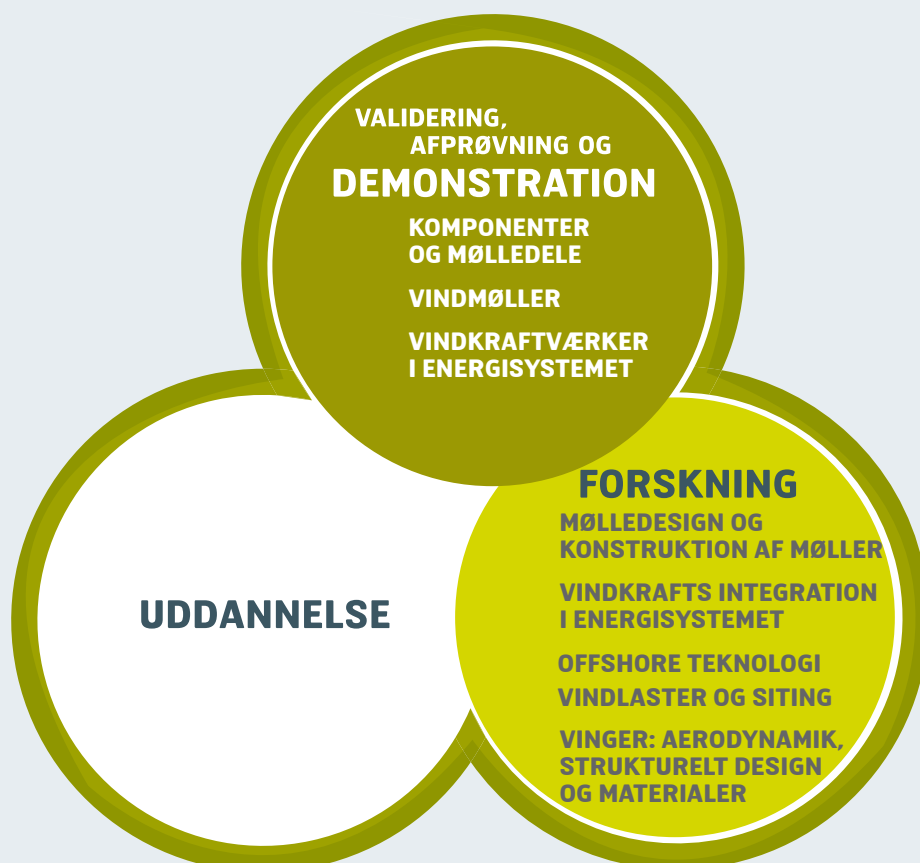 VALIDERING,
AFPRØVNING OG
DEMONSTRATION
KOMPONENTER
OG MØLLEDELE
VINDMØLLER
VINDKRAFTVÆRKER
I ENERGISYSTEMET
UDDANNELSE
FORSKNING
MØLLEDESIGN OG
KONSTRUKTION AF MØLLER
VINDKRAFTS INTEGRATION
I ENERGISYSTEMET
OFFSHORE TEKNOLOGI
VINDLASTER OG SITING
VINGER: AERODYNAMIK,
STRUKTURELT DESIGN
OG MATERIALER